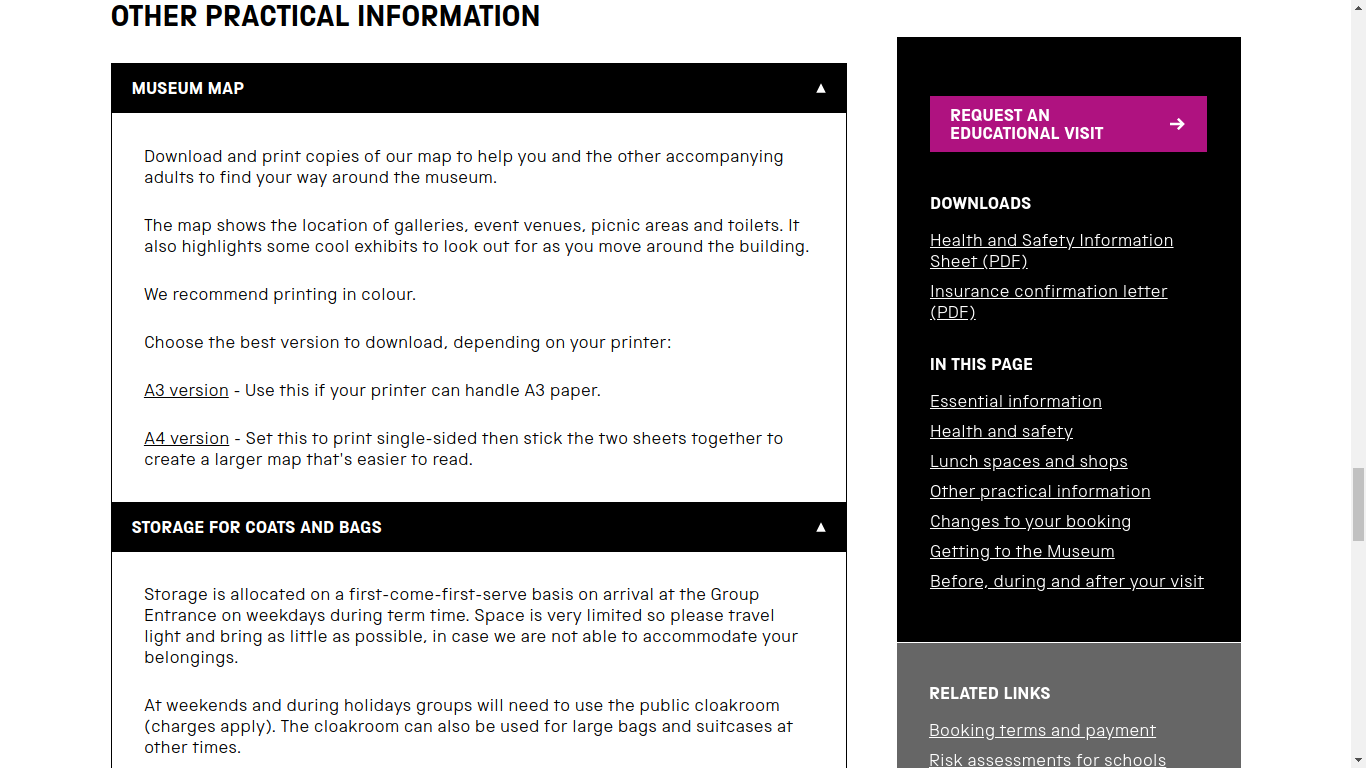 OTHER PRACTICAL INFORMATION
MUSEUM MAP
Download and print copies of our map to help you and the other accompanying
adults to find your way around the museum.
The map shows the location of galleries, event venues, picnic areas and toilets. It
also highlights some cool exhibits to look out for as you move around the building.
We recommend printing in colour.
Choose the best version to download, depending on your printer:
A3 version - Use this if your printer can handle A3 paper.
A4 version - Set this to print single-sided then stick the two sheets together to
create a larger map that's easier to read.
STORAGE FOR COATS AND BAGS
Storage is allocated on a first-come-first-serve basis on arrival at the Group
Entrance on weekdays during term time. Space is very limited so please travel
light and bring as little as possible, in case we are not able to accommodate your
belongings.
At weekends and during holidays groups will need to use the public cloakroom
(charges apply). The cloakroom can also be used for large bags and suitcases at
other times.
REQUEST AN
EDUCATIONAL VISIT
DOWNLOADS
Health and Safety Information
Sheet (PDF)
Insurance confirmation letter
(PDF)
IN THIS PAGE
Essential information
Health and safety
Lunch spaces and shops
Other practical information
Changes to your booking
Getting to the Museum
Before, during and after your visit
RELATED LINKS
Booking terms and payment
Risk assessments for schools